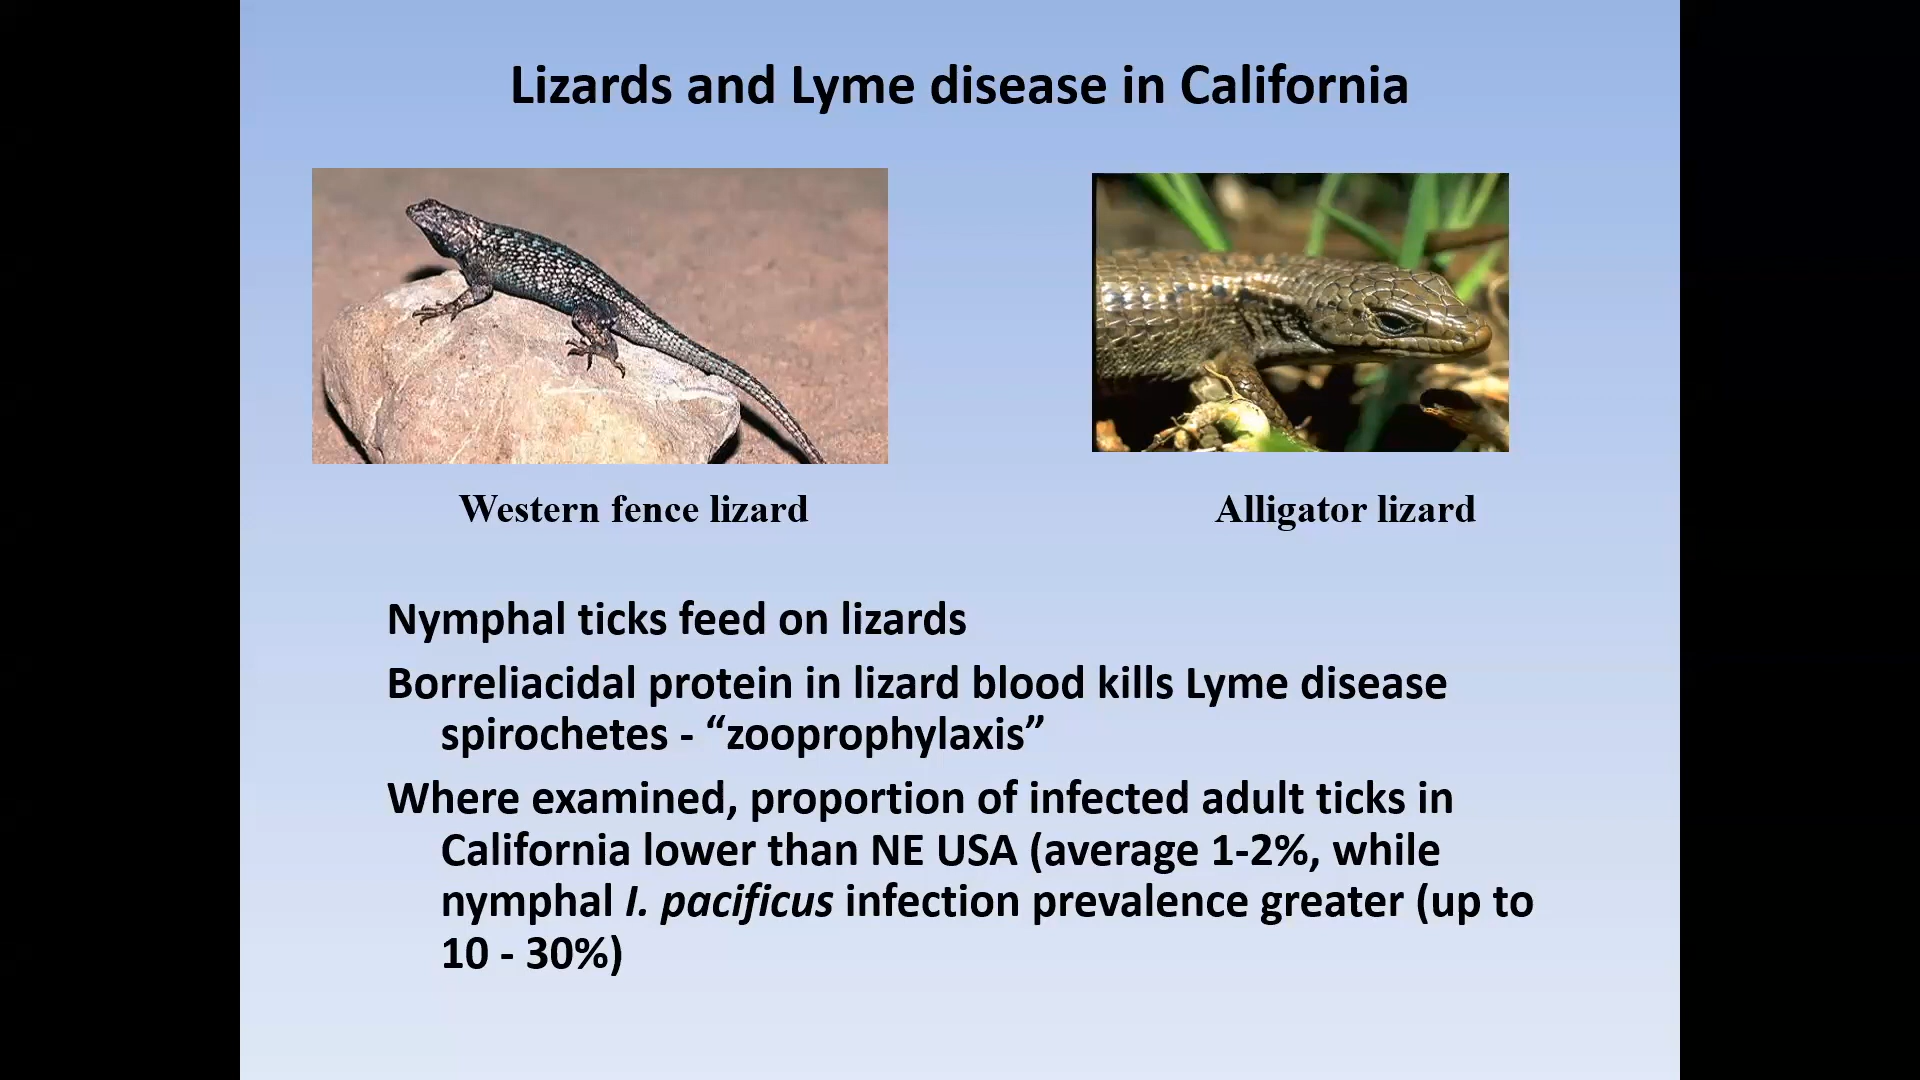 Lizards and Lyme disease in California
Western fence lizard
Alligator lizard
Nymphal ticks feed on lizards
Borreliacidal protein in lizard blood kills Lyme disease
spirochetes - “zooprophylaxis”
Where examined, proportion of infected adult ticks in
California lower than NE USA (average 1-2%, while
nymphal I. pacificus infection prevalence greater (up to
10 - 30%)